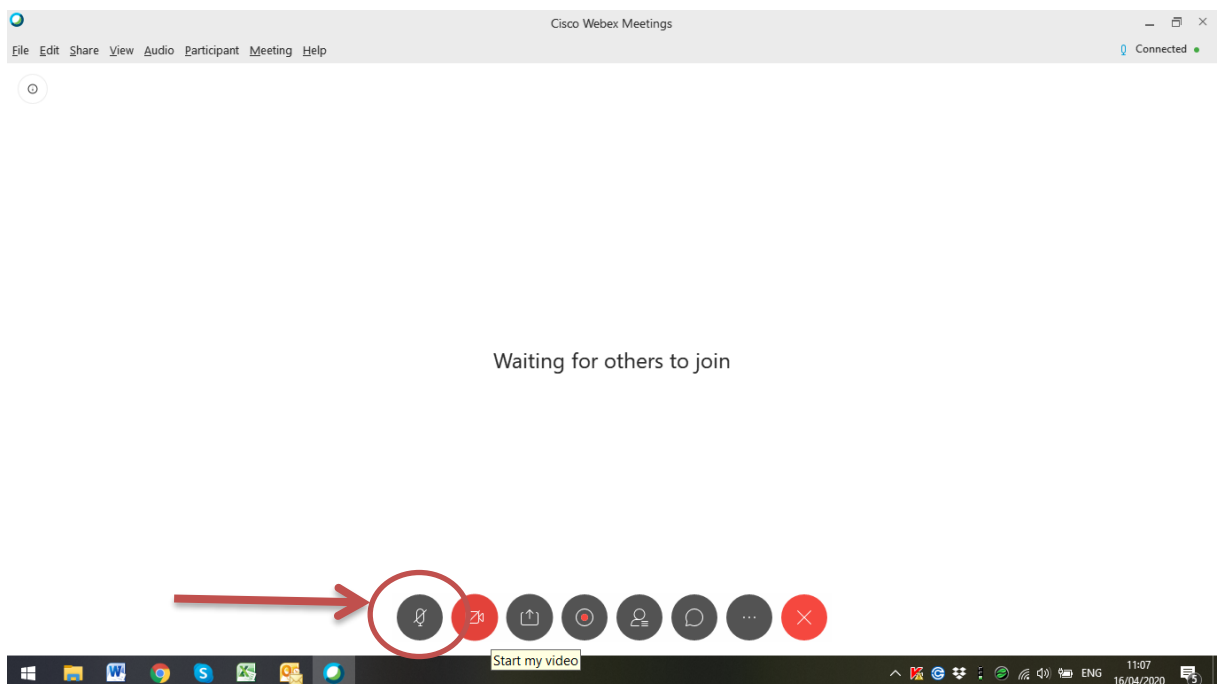 Cisco Webex Meetings
File Edit Share View Audio Participant Meeting Help
Connected
Waiting for others to join
Start my video
ENG
11:07
16/04/2020
5